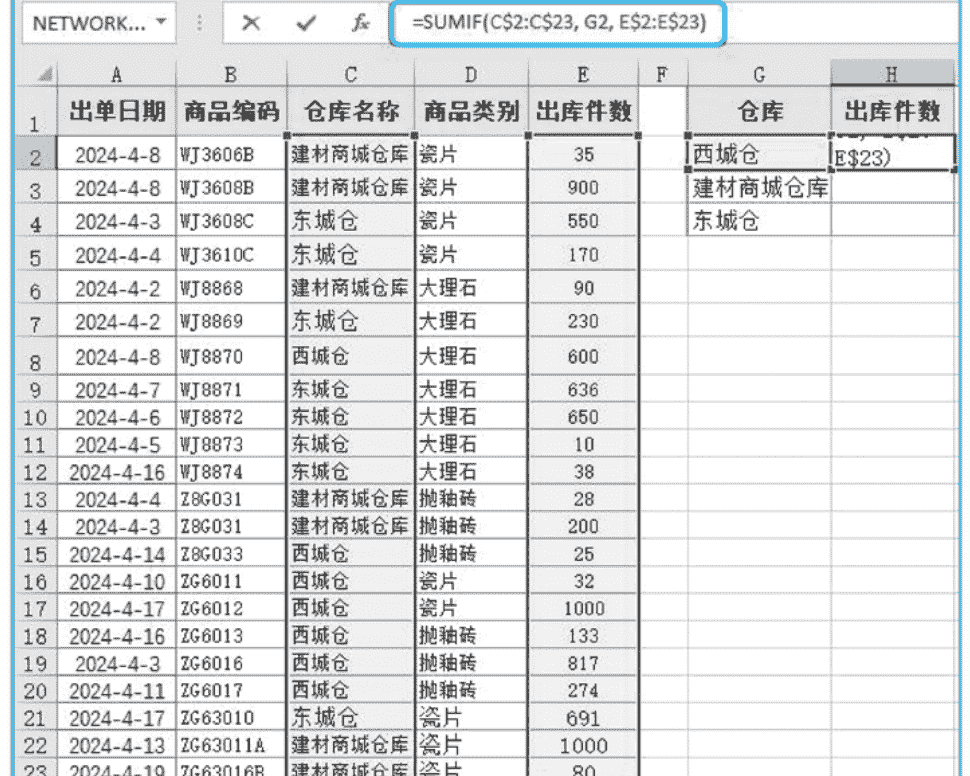 NETWORK... fx =SUMIF(C$2:C$23, G2, E$2:E$23)
A B C D E F G H
1 出单日期 商品编码 仓库名称 商品类别 出库件数 仓库 出库件数
2 2024-4-8 WJ3606B 建材商城仓库 瓷片 35 西城仓 E$23)
3 2024-4-8 WJ3608B 建材商城仓库 瓷片 900 建材商城仓库
4 2024-4-3 WJ3608C 东城仓 瓷片 550 东城仓
5 2024-4-4 WJ3610C 东城仓 瓷片 170
6 2024-4-2 WJ8868 建材商城仓库 大理石 90
7 2024-4-2 WJ8869 东城仓 大理石 230
8 2024-4-8 WJ8870 西城仓 大理石 600
9 2024-4-7 WJ8871 东城仓 大理石 636
10 2024-4-6 WJ8872 东城仓 大理石 650
11 2024-4-5 WJ8873 东城仓 大理石 10
12 2024-4-16 WJ8874 东城仓 大理石 38
13 2024-4-4 Z8G031 建材商城仓库 抛釉砖 28
14 2024-4-3 Z8G031 建材商城仓库 抛釉砖 200
15 2024-4-14 Z8G033 西城仓 抛釉砖 25
16 2024-4-10 ZG6011 西城仓 瓷片 32
17 2024-4-17 ZG6012 西城仓 瓷片 1000
18 2024-4-16 ZG6013 西城仓 抛釉砖 133
19 2024-4-3 ZG6016 西城仓 抛釉砖 817
20 2024-4-11 ZG6017 西城仓 抛釉砖 274
21 2024-4-17 ZG63010 东城仓 瓷片 691
22 2024-4-13 ZG63011A 建材商城仓库 瓷片 1000
23 2024-4-19 ZG63016B 建材商城仓库 瓷片 80